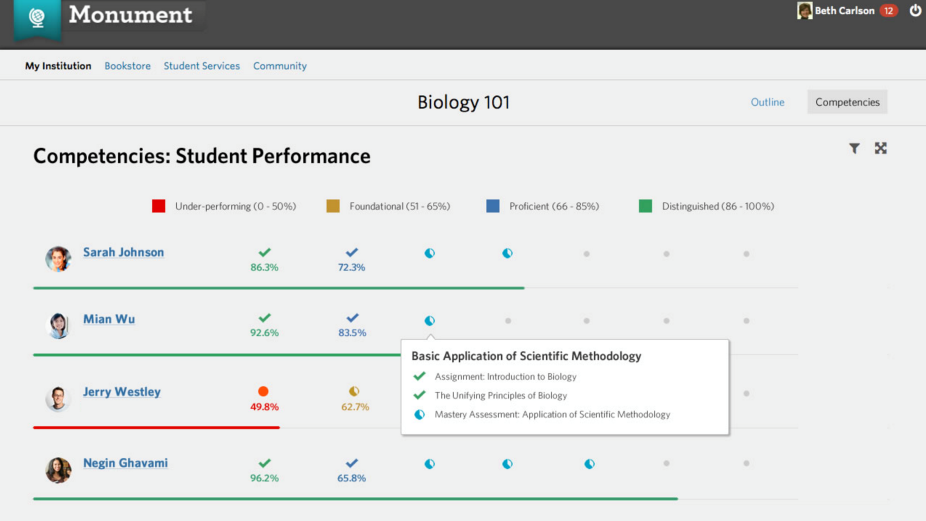 Monument
Beth Carlson 12
My Institution Bookstore Student Services Community
Biology 101
Outline Competencies
Competencies: Student Performance
Under-performing (0 - 50%) Foundational (51 - 65%) Proficient (66 - 85%) Distinguished (86 - 100%)
Sarah Johnson
86.3% 72.3%
Mian Wu
92.6% 83.5%
Basic Application of Scientific Methodology
Assignment: Introduction to Biology
The Unifying Principles of Biology
Mastery Assessment: Application of Scientific Methodology
Jerry Westley
49.8% 62.7%
Negin Ghavami
96.2% 65.8%